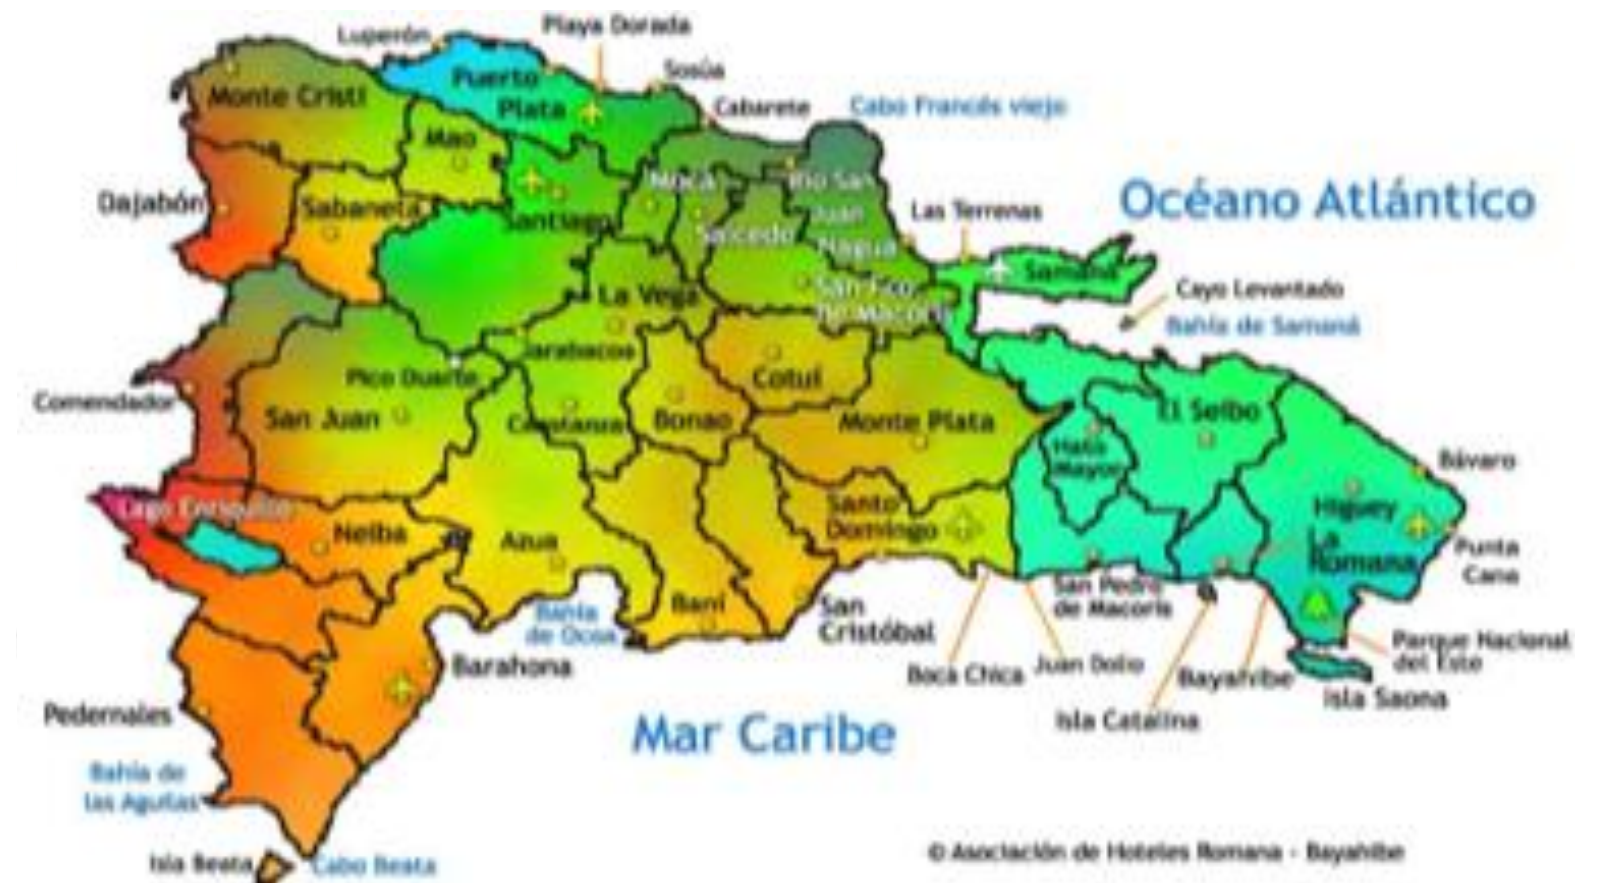 Playa Dorada
Luperón
Sosúa
Puerto
Plata
Monte Cristi
Cabarete
Cabo Francés viejo
Mao
Moca
Río San
Juan
Dajabón
Sabaneta
Santiago
Salcedo
Nagua
Las Terrenas
Océano Atlántico
Samaná
Cayo Levantado
Bahía de Samaná
La Vega
San Fco.
de Macorís
Jarabacoa
Pico Duarte
Cotuí
Comendador
San Juan
Constanza
Bonao
Monte Plata
El Seibo
Hato
Mayor
Bávaro
Lago Enriquillo
Neiba
Azua
Santo
Domingo
Higuey
La
Romana
Punta
Cana
Baní
Bahía
de Ocoa
San
Cristóbal
San Pedro
de Macorís
Barahona
Boca Chica
Juan Dolio
Bayahibe
Parque Nacional
del Este
Isla Saona
Isla Catalina
Pedernales
Mar Caribe
Bahía de
las Aguilas
Isla Beata
Cabo Beata
© Asociación de Hoteles Romana - Bayahibe